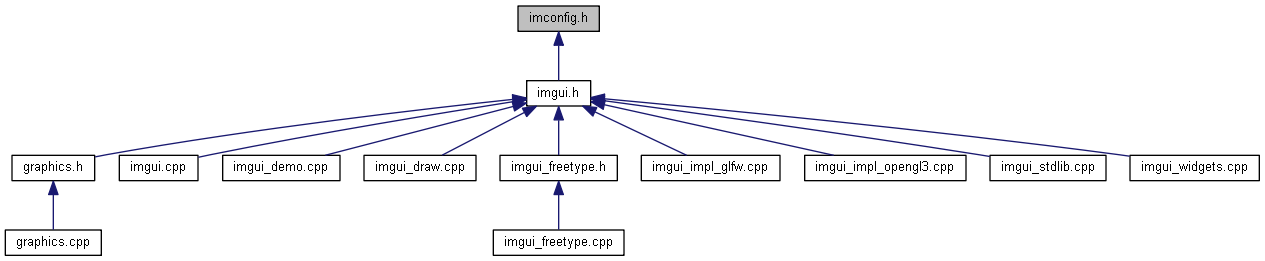 imconfig.h
imgui.h
graphics.h
imgui.cpp
imgui_demo.cpp
imgui_draw.cpp
imgui_freetype.h
imgui_impl_glfw.cpp
imgui_impl_opengl3.cpp
imgui_stdlib.cpp
imgui_widgets.cpp
graphics.cpp
imgui_freetype.cpp